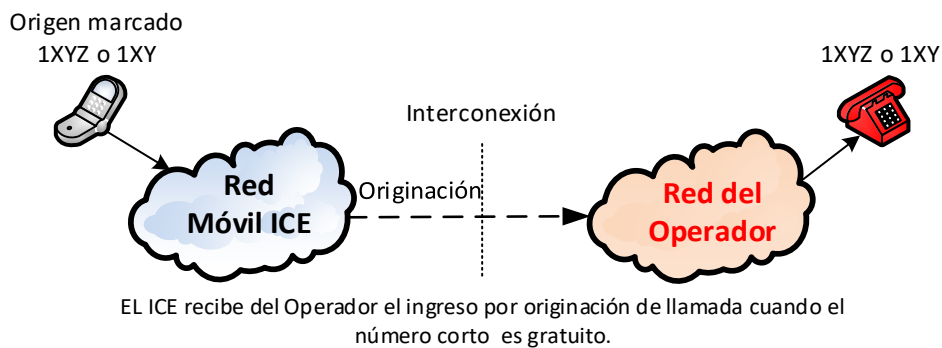 Origen marcado
1XYZ o 1XY
1XYZ o 1XY
Interconexión
Red
Móvil ICE
Originación
Red del
Operador
EL ICE recibe del Operador el ingreso por originación de llamada cuando el
número corto es gratuito.